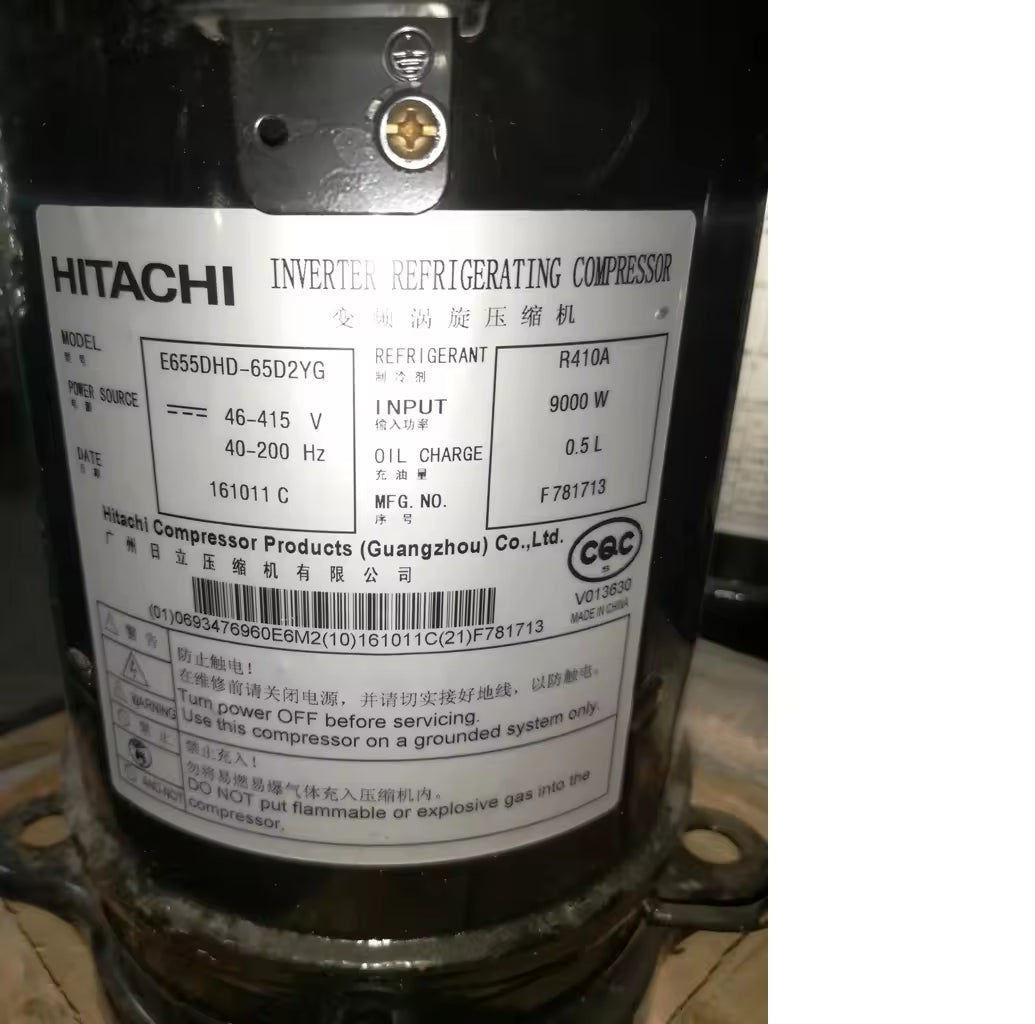 HITACHI INVERTER REFRIGERATING COMPRESSOR
变频涡旋压缩机
MODEL E655DHD-65D2YG REFRIGERANT R410A
型号 制冷剂
POWER SOURCE 46-415 V INPUT 9000 W
电源 输入功率
40-200 Hz OIL CHARGE 0.5 L
充油量
DATE 161011 C MFG. NO. F781713
日期 序号
Hitachi Compressor Products (Guangzhou) Co.,Ltd.
广州日立压缩机有限公司
CQC
S
V013630
MADE IN CHINA
(01)0693476960E6M2(10)161011C(21)F781713
警告
防止触电!
在维修前请关闭电源，并请切实接好地线，以防触电。
WARNING
Turn power OFF before servicing.
Use this compressor on a grounded system only.
禁止
禁止充入!
勿将易燃易爆气体充入压缩机内。
DO NOT put flammable or explosive gas into the
compressor.